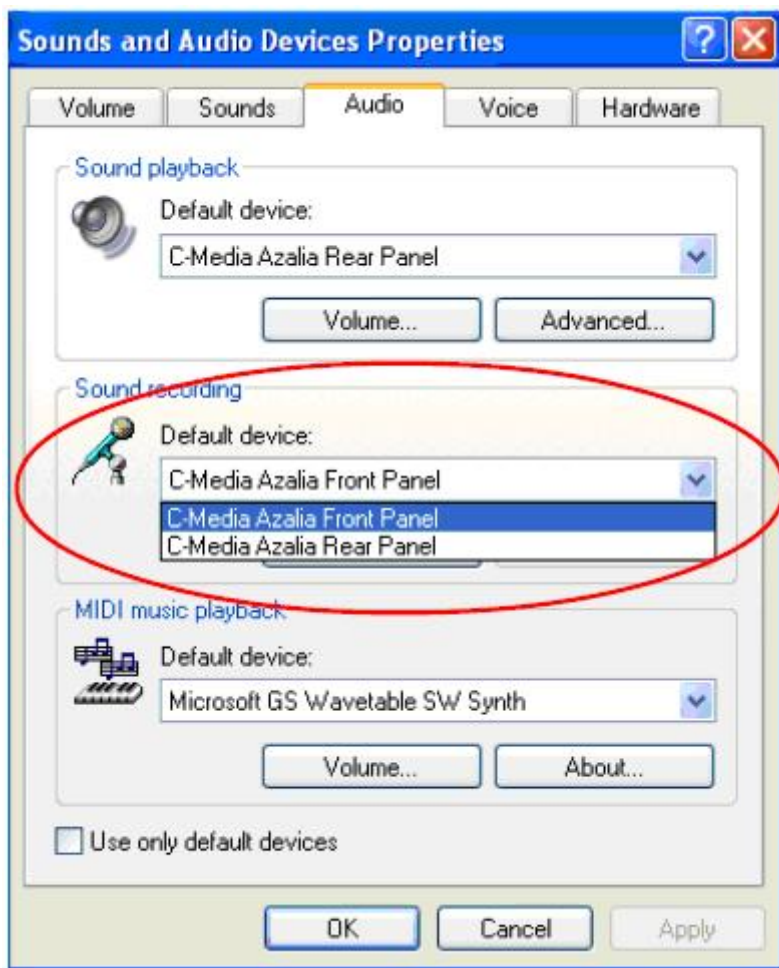 Sounds and Audio Devices Properties
Volume Sounds Audio Voice Hardware
Sound playback
Default device:
C-Media Azalia Rear Panel
Volume... Advanced...
Sound recording
Default device:
C-Media Azalia Front Panel
C-Media Azalia Front Panel
C-Media Azalia Rear Panel
MIDI music playback
Default device:
Microsoft GS Wavetable SW Synth
Volume... About...
Use only default devices
OK Cancel Apply